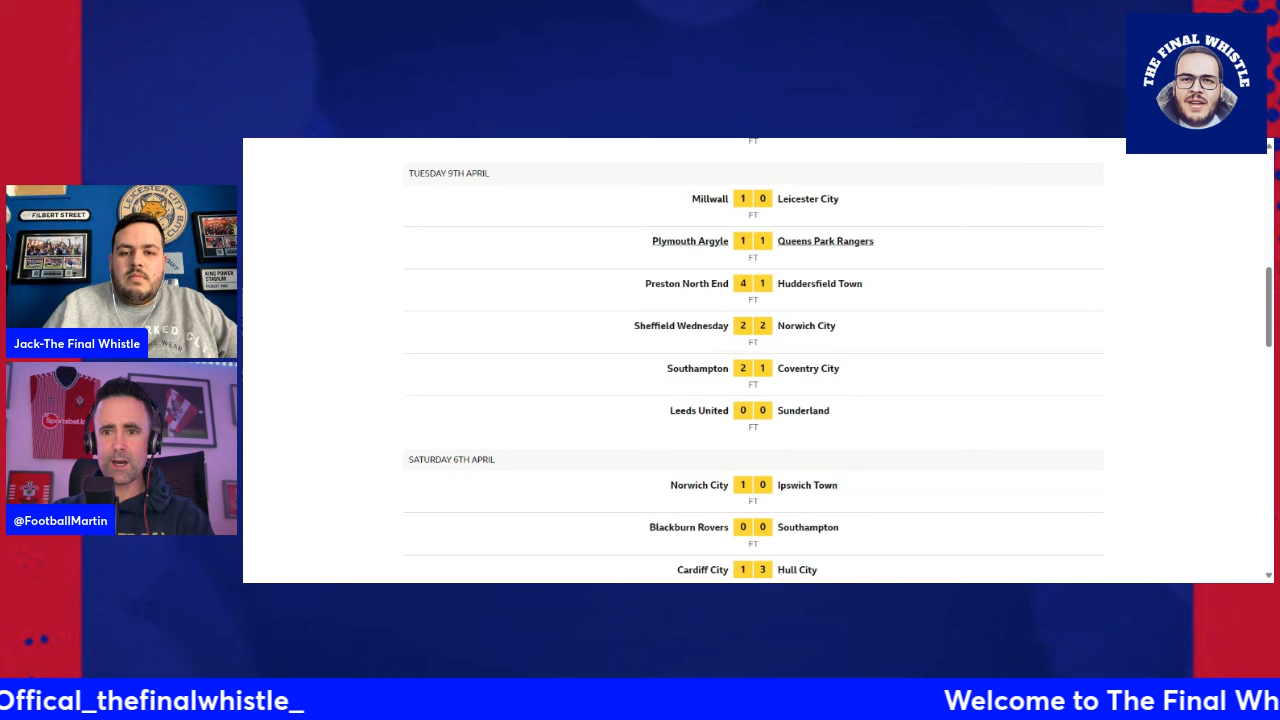 THE FINAL WHISTLE
FT
TUESDAY 9TH APRIL
Millwall 1 0 Leicester City
FT
Plymouth Argyle 1 1 Queens Park Rangers
FT
Preston North End 4 1 Huddersfield Town
FT
Sheffield Wednesday 2 2 Norwich City
FT
Southampton 2 1 Coventry City
FT
Leeds United 0 0 Sunderland
FT
SATURDAY 6TH APRIL
Norwich City 1 0 Ipswich Town
FT
Blackburn Rovers 0 0 Southampton
FT
Cardiff City 1 3 Hull City
LEICESTER CITY
CLUB
FILBERT STREET
KING POWER
STADIUM
FILBERT WAY
Jack-The Final Whistle
Sportsbet.io
@FootballMartin
Offical_thefinalwhistle_
Welcome to The Final Wh